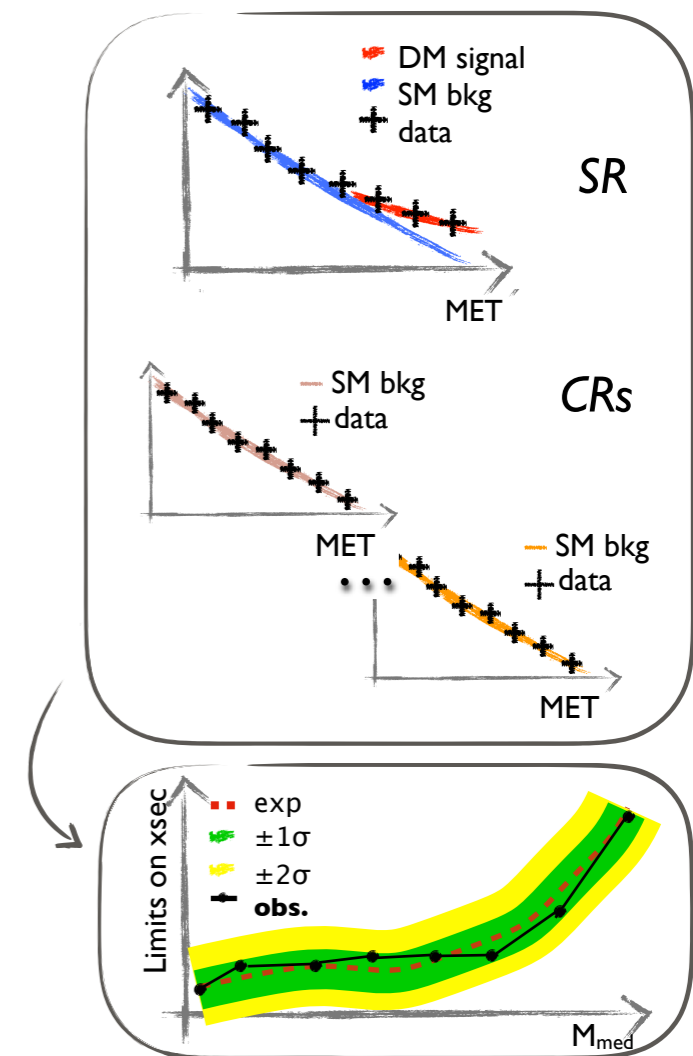 DM signal
SM bkg
data
SR
MET
SM bkg
data
CRs
MET
...
SM bkg
data
MET
Limits on xsec
exp
±1σ
±2σ
obs.
Mmed